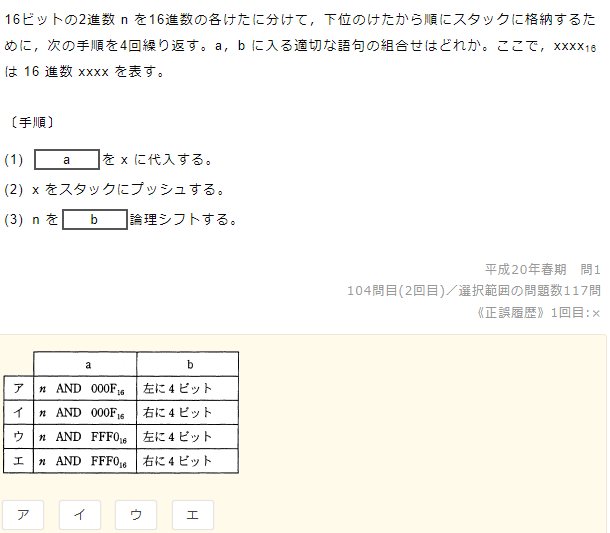 16ビットの2進数 n を16進数の各けたに分けて，下位のけたから順にスタックに格納するた
めに，次の手順を4回繰り返す。a，b に入る適切な語句の組合せはどれか。ここで，xxxx16
は 16 進数 xxxx を表す。
〔手順〕
(1) a を x に代入する。
(2) x をスタックにプッシュする。
(3) n を b 論理シフトする。
平成20年春期　問1
104問目(2回目)／選択範囲の問題数117問
《正誤履歴》1回目:×
a b
ア n AND 000F16 左に 4 ビット
イ n AND 000F16 右に 4 ビット
ウ n AND FFF016 左に 4 ビット
エ n AND FFF016 右に 4 ビット
ア イ ウ エ